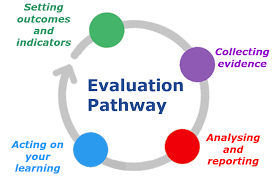 Setting
outcomes
and
indicators
Collecting
evidence
Evaluation
Pathway
Acting on
your
learning
Analysing
and
reporting